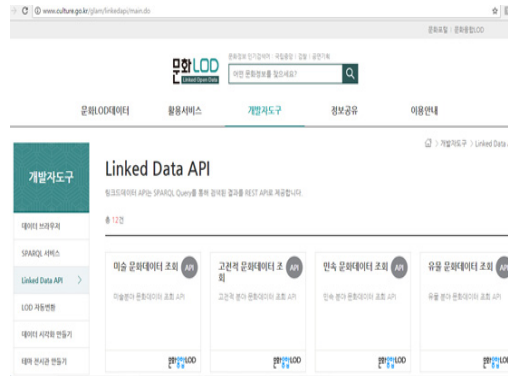 www.culture.go.kr/glam/linkedapi/main.do
문화포털 | 문화융합LOD
문화LOD
Linked Open Data
어떤 문화정보를 찾으세요?
문화LOD데이터 활용서비스 개발자도구 정보공유 이용안내
> 개발자도구 > Linked Data A
개발자도구
Linked Data API
링크드데이터 API는 SPARQL Query를 통해 검색된 결과를 REST API로 제공합니다.
총 12건
데이터 브라우저
SPARQL 서비스
Linked Data API
LOD 자동변환
데이터 시각화 만들기
테마 전시관 만들기
미술 문화데이터 조회 API
미술분야 문화데이터 조회 API
문화융합LOD
고전적 문화데이터 조회 API
고전적 분야 문화데이터 조회 API
문화융합LOD
민속 문화데이터 조회 API
민속 분야 문화데이터 조회 API
문화융합LOD
유물 문화데이터 조회 API
유물 분야 문화데이터 조회 API
문화융합LOD